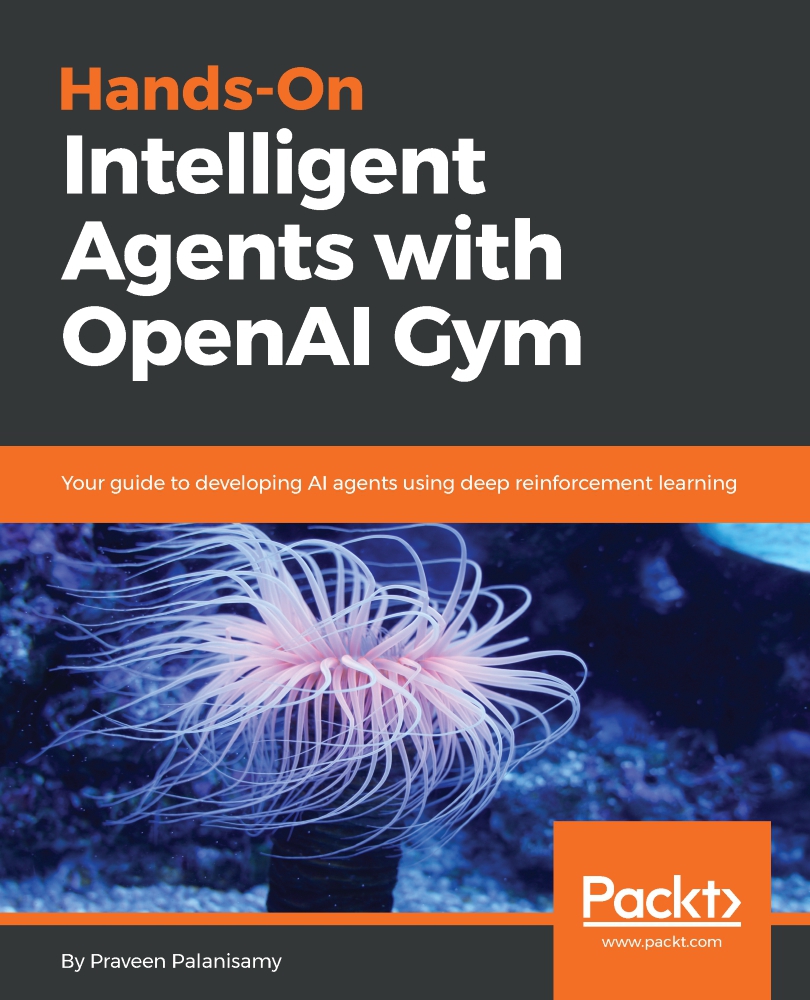 Hands-On
Intelligent
Agents with
OpenAI Gym
Your guide to developing AI agents using deep reinforcement learning
Packt>
www.packt.com
By Praveen Palanisamy